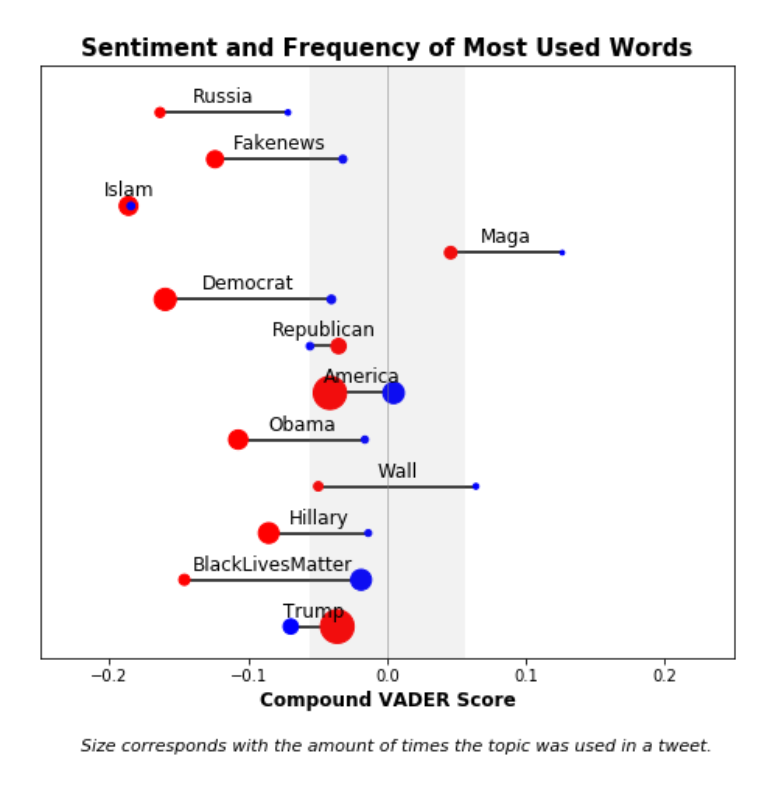 Sentiment and Frequency of Most Used Words
Russia
Fakenews
Islam
Maga
Democrat
Republican
America
Obama
Wall
Hillary
BlackLivesMatter
Trump
−0.2 −0.1 0.0 0.1 0.2
Compound VADER Score
Size corresponds with the amount of times the topic was used in a tweet.